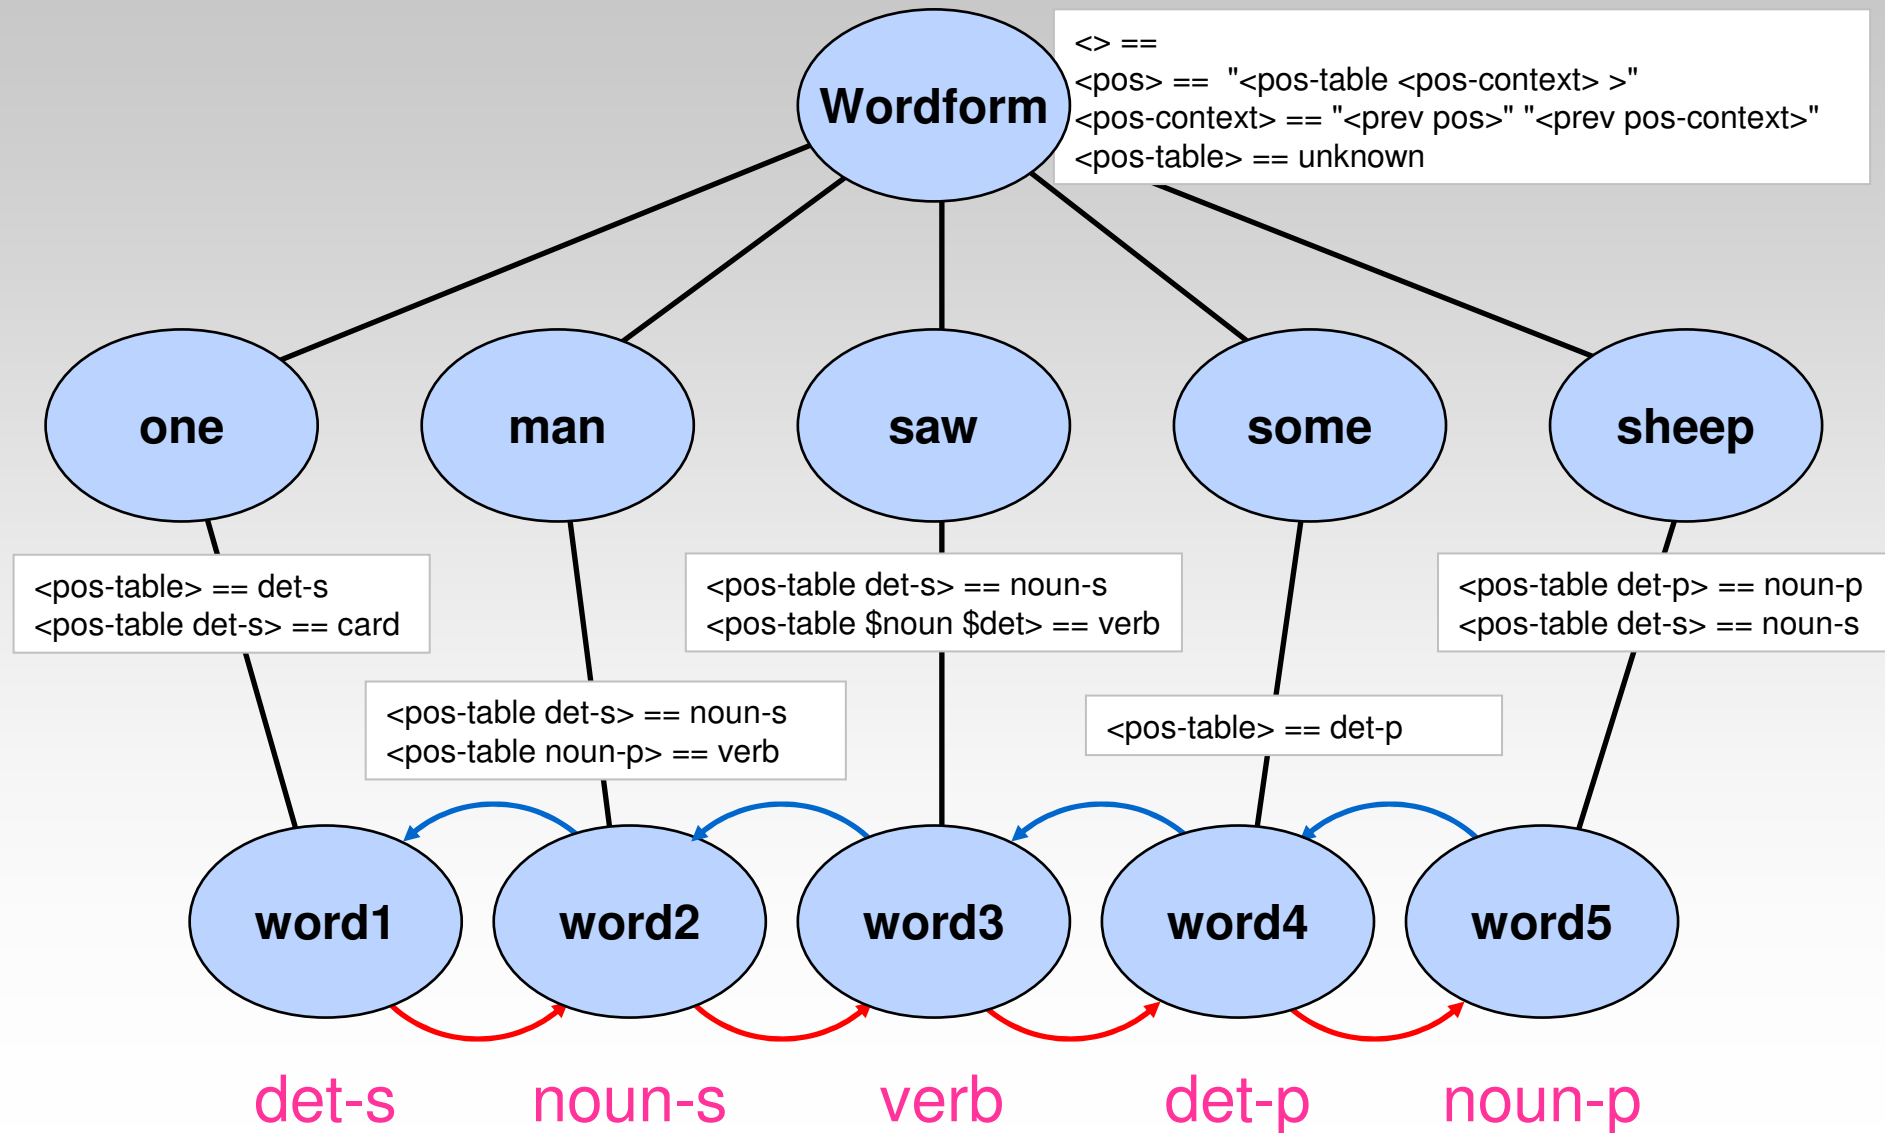 Wordform
<> ==
<pos> == "<pos-table <pos-context> >"
<pos-context> == "<prev pos>" "<prev pos-context>"
<pos-table> == unknown
one
man
saw
some
sheep
<pos-table> == det-s
<pos-table det-s> == card
<pos-table det-s> == noun-s
<pos-table noun-p> == verb
<pos-table det-s> == noun-s
<pos-table $noun $det> == verb
<pos-table> == det-p
<pos-table det-p> == noun-p
<pos-table det-s> == noun-s
word1
word2
word3
word4
word5
det-s
noun-s
verb
det-p
noun-p